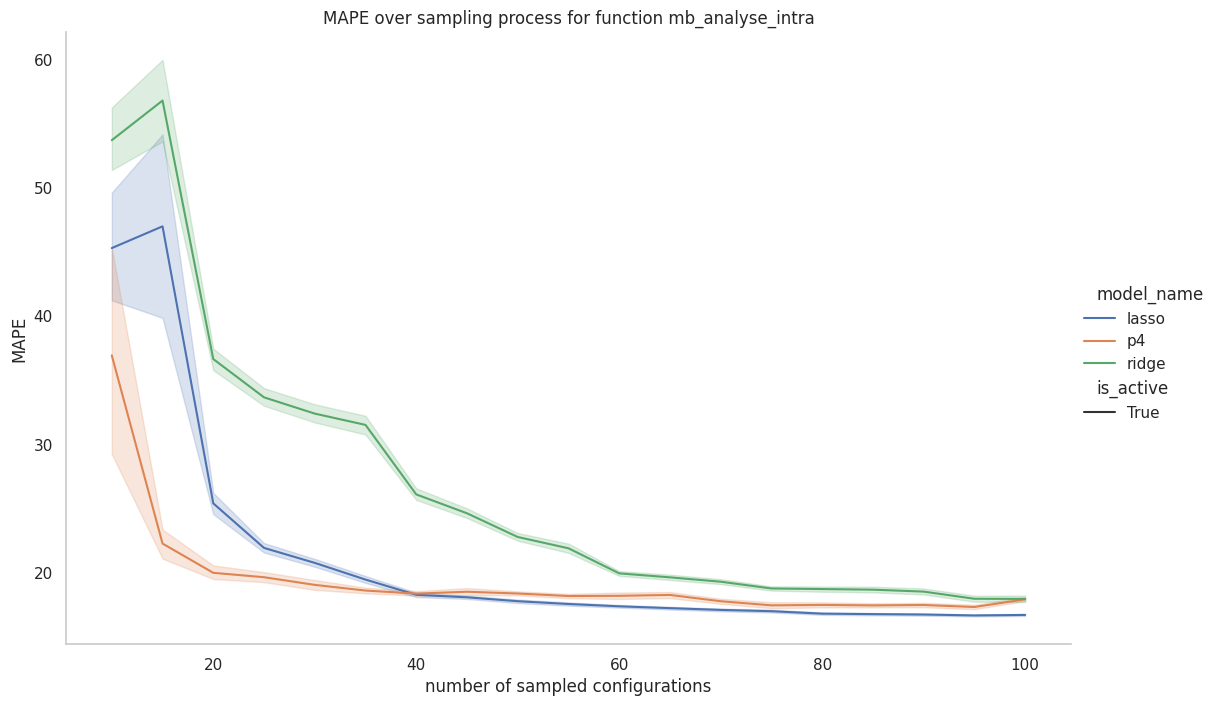 MAPE over sampling process for function mb_analyse_intra
60
50
40
30
20
MAPE
20
40
60
80
100
number of sampled configurations
model_name
lasso
p4
ridge
is_active
True